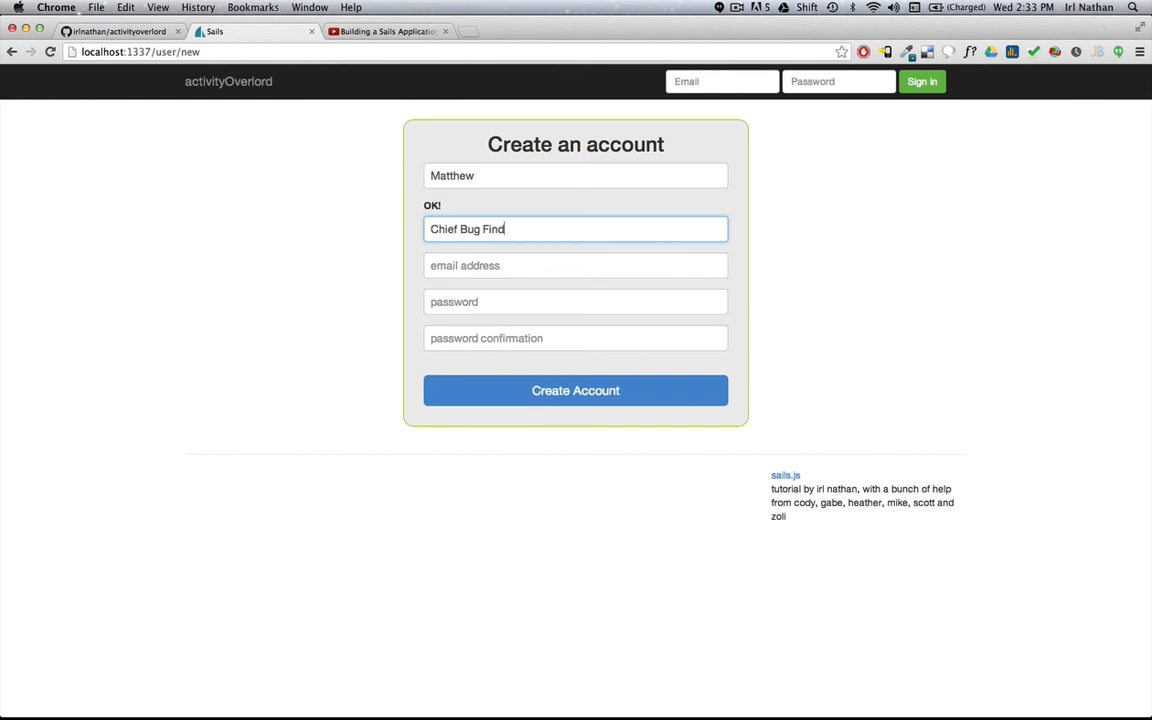 Chrome File Edit View History Bookmarks Window Help 5 Shift (Charged) Wed 2:33 PM Irl Nathan
irlnathan/activityoverlord Sails Building a Sails Applicatio
localhost:1337/user/new f?
activityOverlord Email Password Sign in
Create an account
Matthew
OK!
Chief Bug Find
email address
password
password confirmation
Create Account
sails.js
tutorial by irl nathan, with a bunch of help
from cody, gabe, heather, mike, scott and
zoli